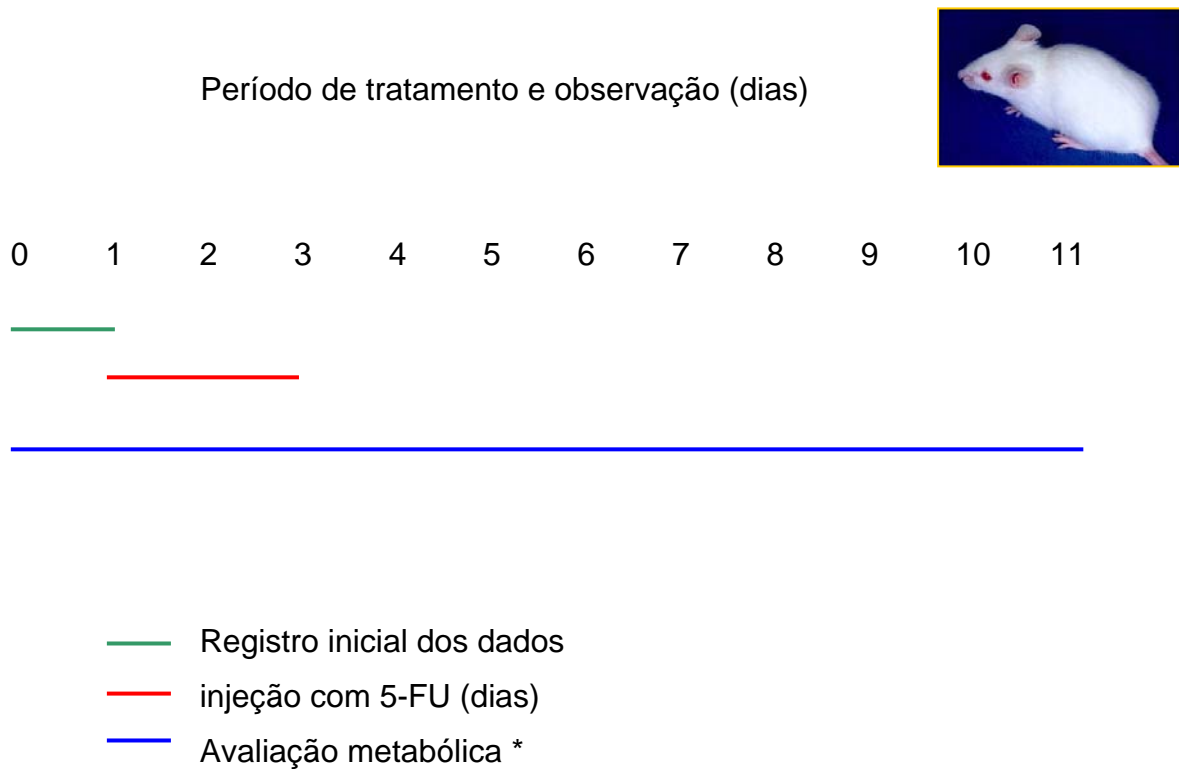 Período de tratamento e observação (dias)
0 1 2 3 4 5 6 7 8 9 10 11
Registro inicial dos dados
injeção com 5-FU (dias)
Avaliação metabólica *